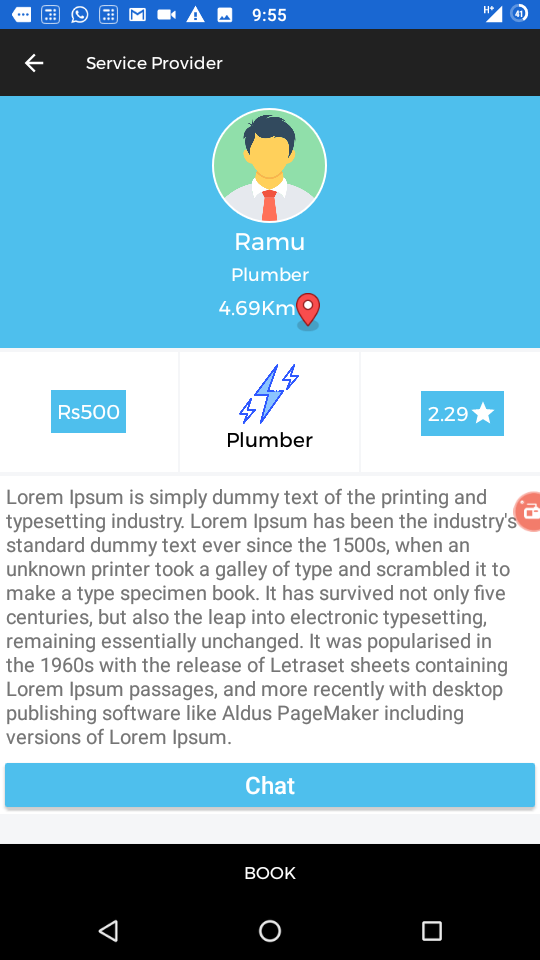 9:55
H+
41
Service Provider
Ramu
Plumber
4.69Km
Rs500
Plumber
2.29
Lorem Ipsum is simply dummy text of the printing and
typesetting industry. Lorem Ipsum has been the industry's
standard dummy text ever since the 1500s, when an
unknown printer took a galley of type and scrambled it to
make a type specimen book. It has survived not only five
centuries, but also the leap into electronic typesetting,
remaining essentially unchanged. It was popularised in
the 1960s with the release of Letraset sheets containing
Lorem Ipsum passages, and more recently with desktop
publishing software like Aldus PageMaker including
versions of Lorem Ipsum.
Chat
BOOK